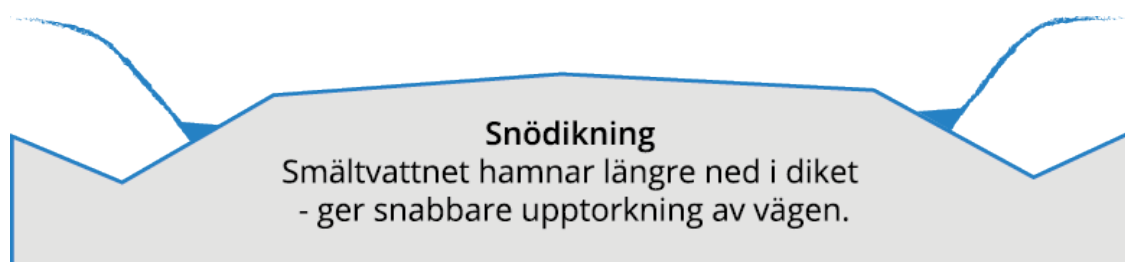 Snödikning
Smältvattnet hamnar längre ned i diket
- ger snabbare upptorkning av vägen.